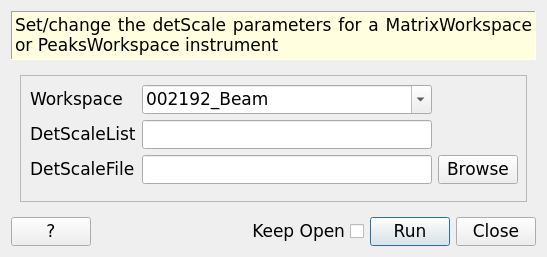 Set/change the detScale parameters for a MatrixWorkspace
or PeaksWorkspace instrument
Workspace 002192_Beam
DetScaleList
DetScaleFile Browse
? Keep Open Run Close